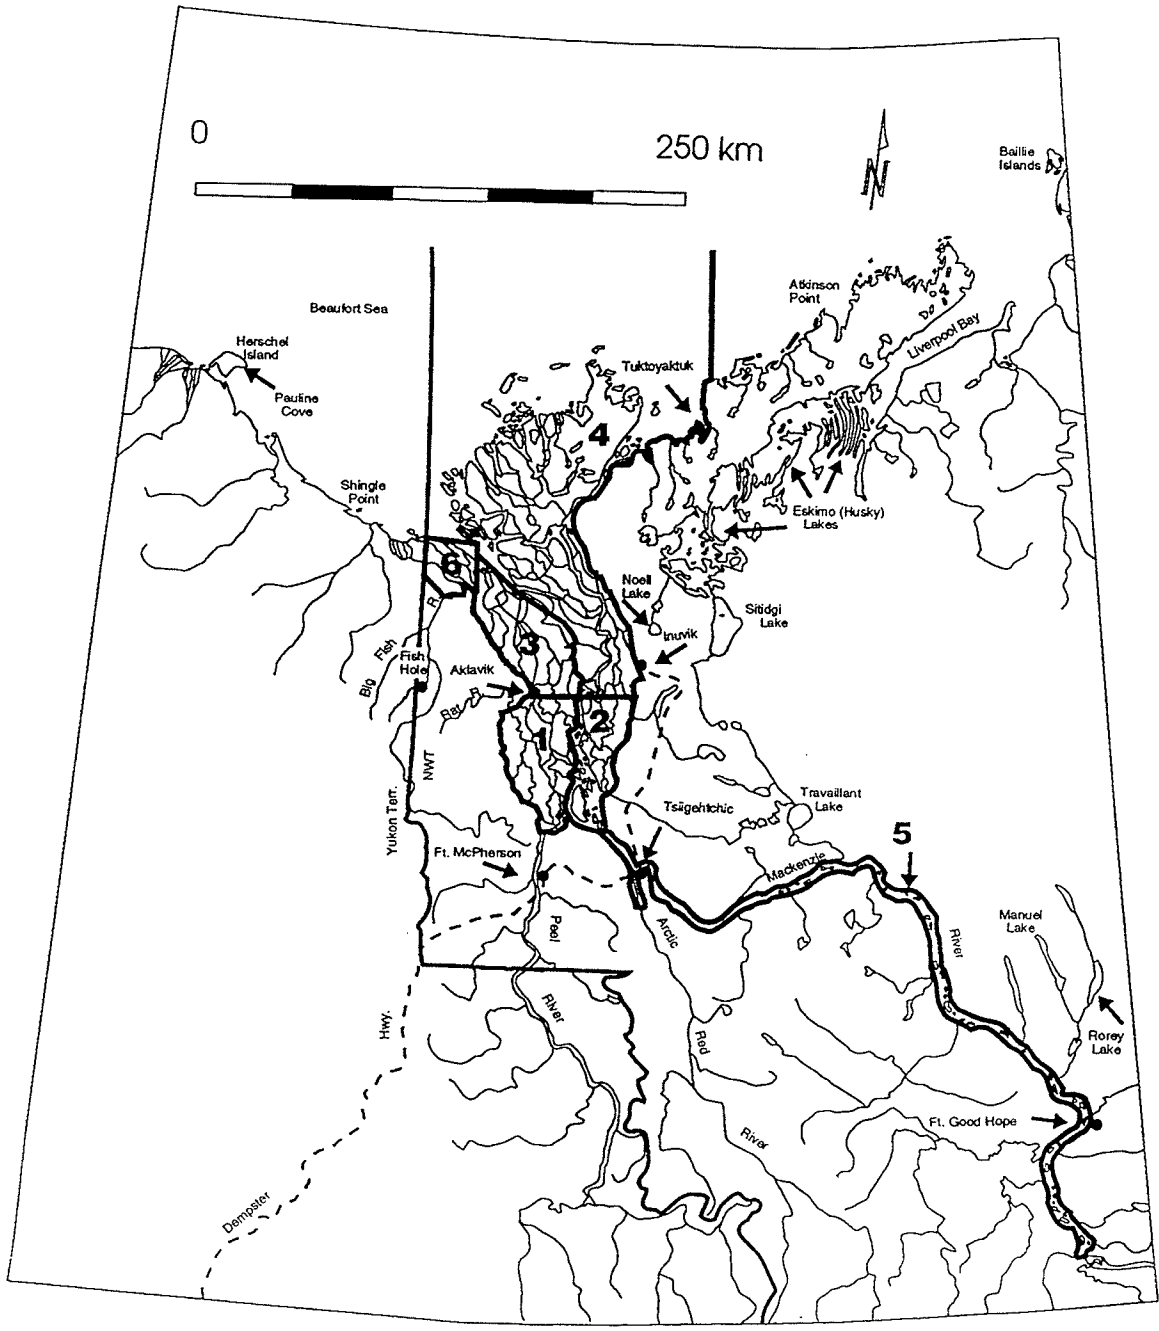 0
250 km
N
Baillie
Islands
Atkinson
Point
Beaufort Sea
Liverpool Bay
Herschel
Island
Tuktoyaktuk
Pauline
Cove
4
Shingle
Point
Eskimo (Husky)
Lakes
6
Noell
Lake
Sitidgi
Lake
Inuvik
3
Big Fish R.
Fish
Hole
Aklavik
Rat R.
2
1
NWT
Yukon Terr.
Travaillant
Lake
Tsiigehtchic
5
Ft. McPherson
Mackenzie
River
Manuel
Lake
Peel
River
Arctic
Red
River
Rorey
Lake
Hwy.
Ft. Good Hope
Dempster